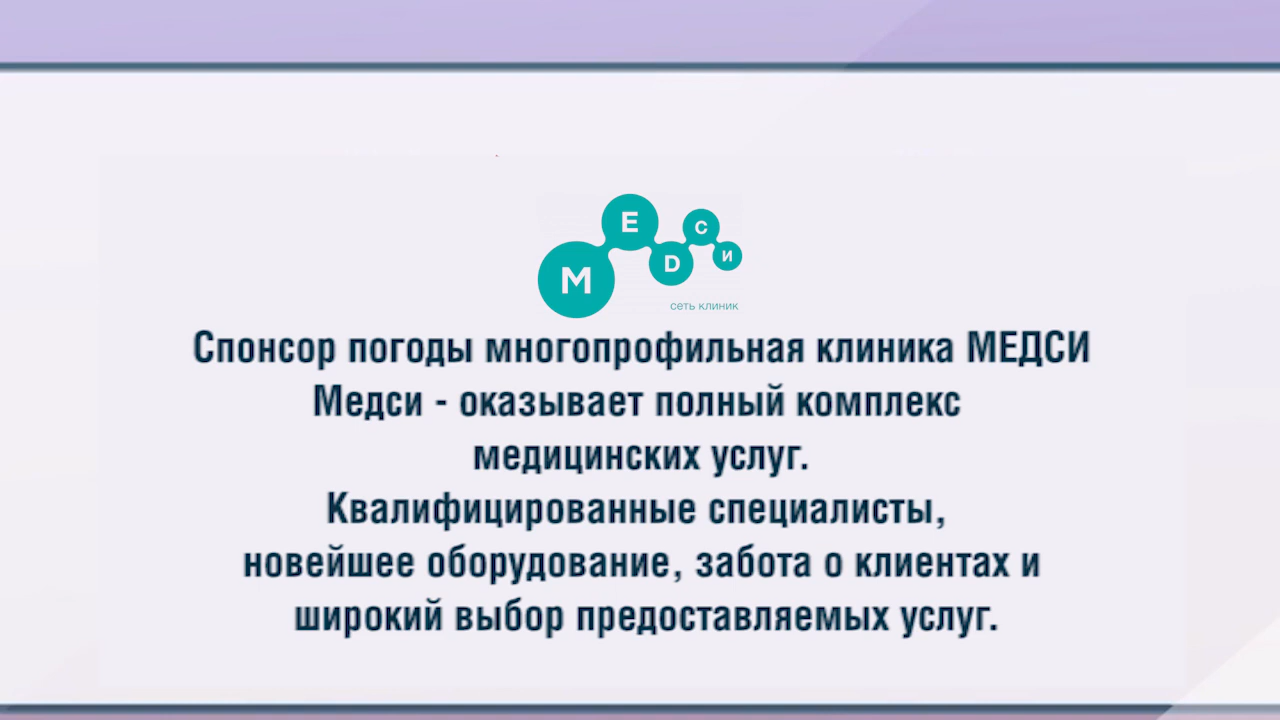 MEDСИ
сеть клиник
Спонсор погоды многопрофильная клиника МЕДСИ
Медси - оказывает полный комплекс
медицинских услуг.
Квалифицированные специалисты,
новейшее оборудование, забота о клиентах и
широкий выбор предоставляемых услуг.